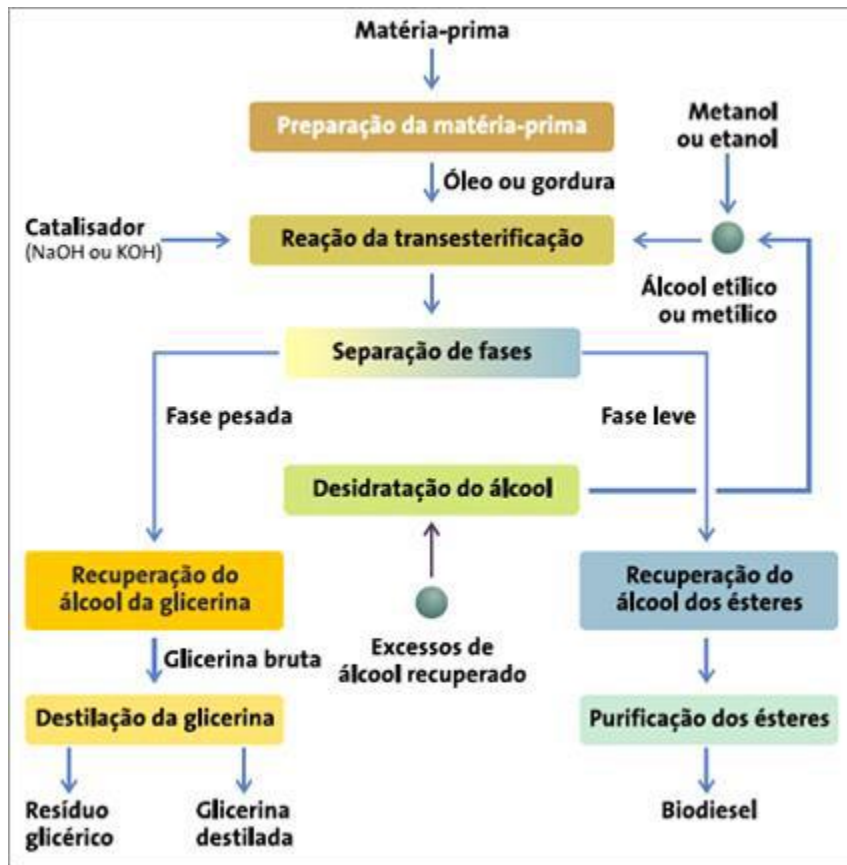 Matéria-prima
Preparação da matéria-prima
Metanol
ou etanol
Óleo ou gordura
Catalisador
(NaOH ou KOH)
Reação da transesterificação
Álcool etílico
ou metílico
Separação de fases
Fase pesada
Fase leve
Desidratação do álcool
Recuperação do
álcool da glicerina
Recuperação do
álcool dos ésteres
Excessos de
álcool recuperado
Glicerina bruta
Destilação da glicerina
Purificação dos ésteres
Resíduo
glicérico
Glicerina
destilada
Biodiesel